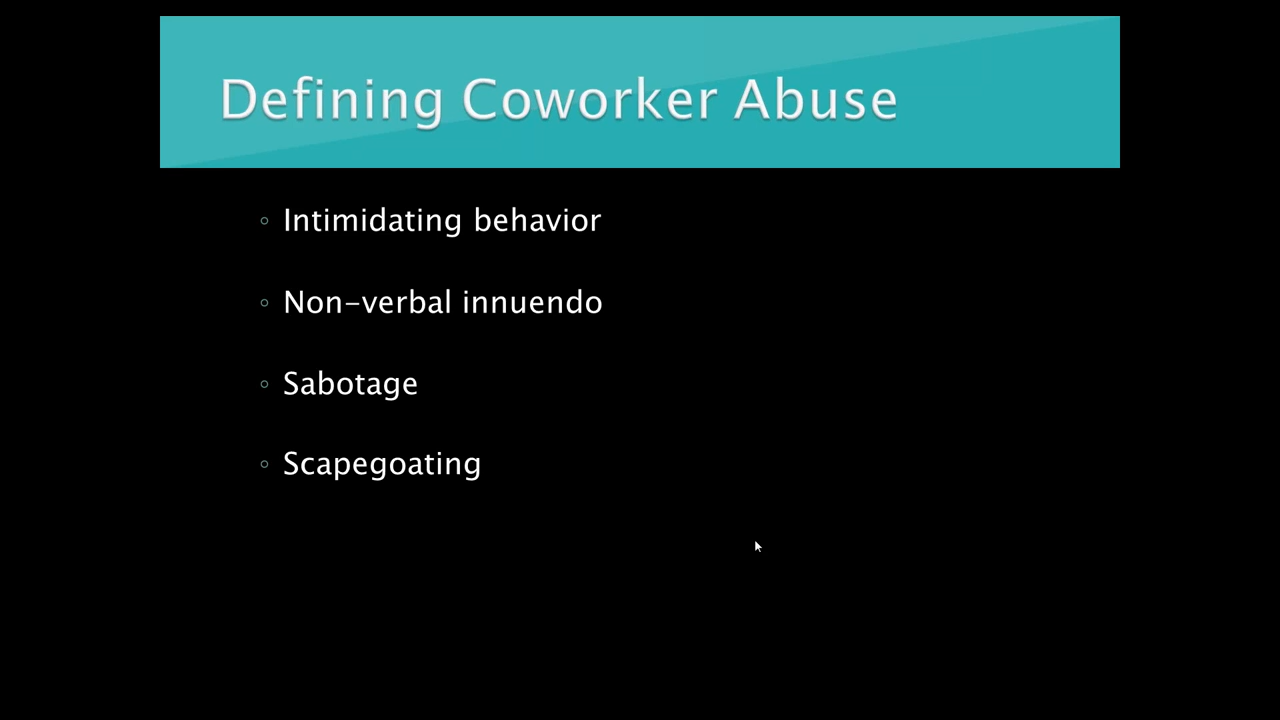 Defining Coworker Abuse
◦ Intimidating behavior
◦ Non-verbal innuendo
◦ Sabotage
◦ Scapegoating